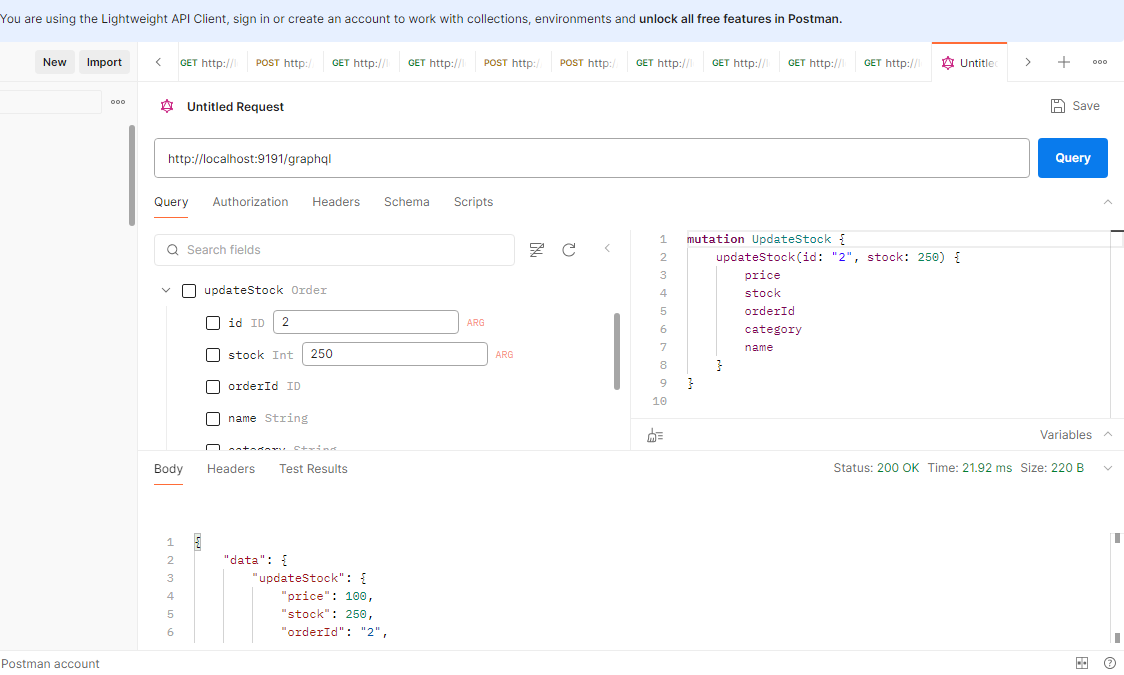 You are using the Lightweight API Client, sign in or create an account to work with collections, environments and unlock all free features in Postman.
New Import GET http:// POST http: GET http:// GET http:// POST http: POST http: GET http:// GET http:// GET http:// GET http:// Untitle
Untitled Request Save
http://localhost:9191/graphql Query
Query Authorization Headers Schema Scripts
Search fields
updateStock Order
id ID 2 ARG
stock Int 250 ARG
orderId ID
name String
category String
1 mutation UpdateStock {
2 updateStock(id: "2", stock: 250) {
3 price
4 stock
5 orderId
6 category
7 name
8 }
9 }
10
Variables
Body Headers Test Results Status: 200 OK Time: 21.92 ms Size: 220 B
1 {
2 "data": {
3 "updateStock": {
4 "price": 100,
5 "stock": 250,
6 "orderId": "2",
Postman account